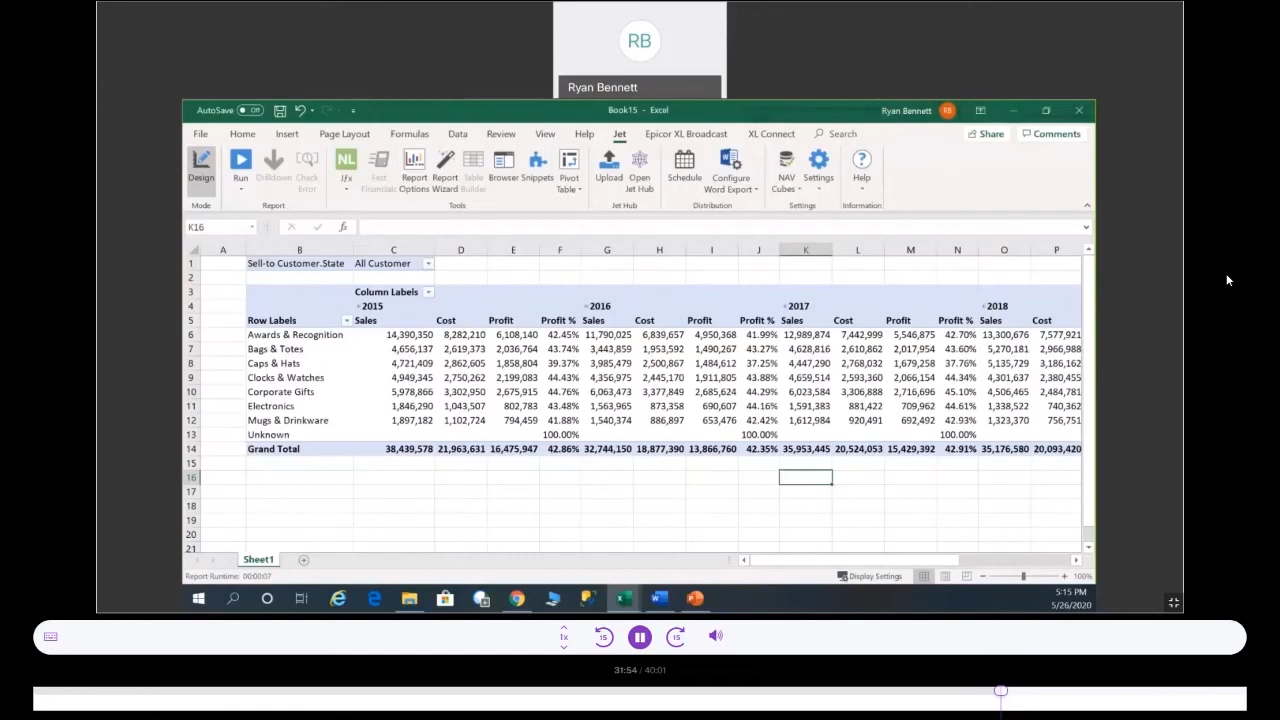 RB
Ryan Bennett
AutoSave Off
Book15 - Excel
Ryan Bennett RB
File Home Insert Page Layout Formulas Data Review View Help Jet Epicor XL Broadcast XL Connect Search Share Comments
NL
Design Run Drilldown Check Error Jfx Fast Financials Report Options Report Wizard Table Builder Browser Snippets Pivot Table Upload Open Jet Hub Schedule Configure Word Export NAV Cubes Settings Help
Mode Report Tools Jet Hub Distribution Settings Information
K16 fx
A B C D E F G H I J K L M N O P
1 Sell-to Customer.State All Customer
2
3 Column Labels
4 2015 2016 2017 2018
5 Row Labels Sales Cost Profit Profit % Sales Cost Profit Profit % Sales Cost Profit Profit % Sales Cost
6 Awards & Recognition 14,390,350 8,282,210 6,108,140 42.45% 11,790,025 6,839,657 4,950,368 41.99% 12,989,874 7,442,999 5,546,875 42.70% 13,300,676 7,577,921
7 Bags & Totes 4,656,137 2,619,373 2,036,764 43.74% 3,443,859 1,953,592 1,490,267 43.27% 4,628,816 2,610,862 2,017,954 43.60% 5,270,181 2,966,988
8 Caps & Hats 4,721,409 2,862,605 1,858,804 39.37% 3,985,479 2,500,867 1,484,612 37.25% 4,447,290 2,768,032 1,679,258 37.76% 5,135,729 3,186,162
9 Clocks & Watches 4,949,345 2,750,262 2,199,083 44.43% 4,356,975 2,445,170 1,911,805 43.88% 4,659,514 2,593,360 2,066,154 44.34% 4,301,637 2,380,455
10 Corporate Gifts 5,978,866 3,302,950 2,675,915 44.76% 6,063,473 3,377,849 2,685,624 44.29% 6,023,584 3,306,888 2,716,696 45.10% 4,506,465 2,484,781
11 Electronics 1,846,290 1,043,507 802,783 43.48% 1,563,965 873,358 690,607 44.16% 1,591,383 881,422 709,962 44.61% 1,338,522 740,362
12 Mugs & Drinkware 1,897,182 1,102,724 794,459 41.88% 1,540,374 886,897 653,476 42.42% 1,612,984 920,491 692,492 42.93% 1,323,370 756,751
13 Unknown 100.00% 100.00% 100.00%
14 Grand Total 38,439,578 21,963,631 16,475,947 42.86% 32,744,150 18,877,390 13,866,760 42.35% 35,953,445 20,524,053 15,429,392 42.91% 35,176,580 20,093,420
15
16
17
18
19
20
21
Sheet1
Report Runtime: 00:00:07 Display Settings 100%
5:15 PM
5/26/2020
1x 15 15
31:54 / 40:01